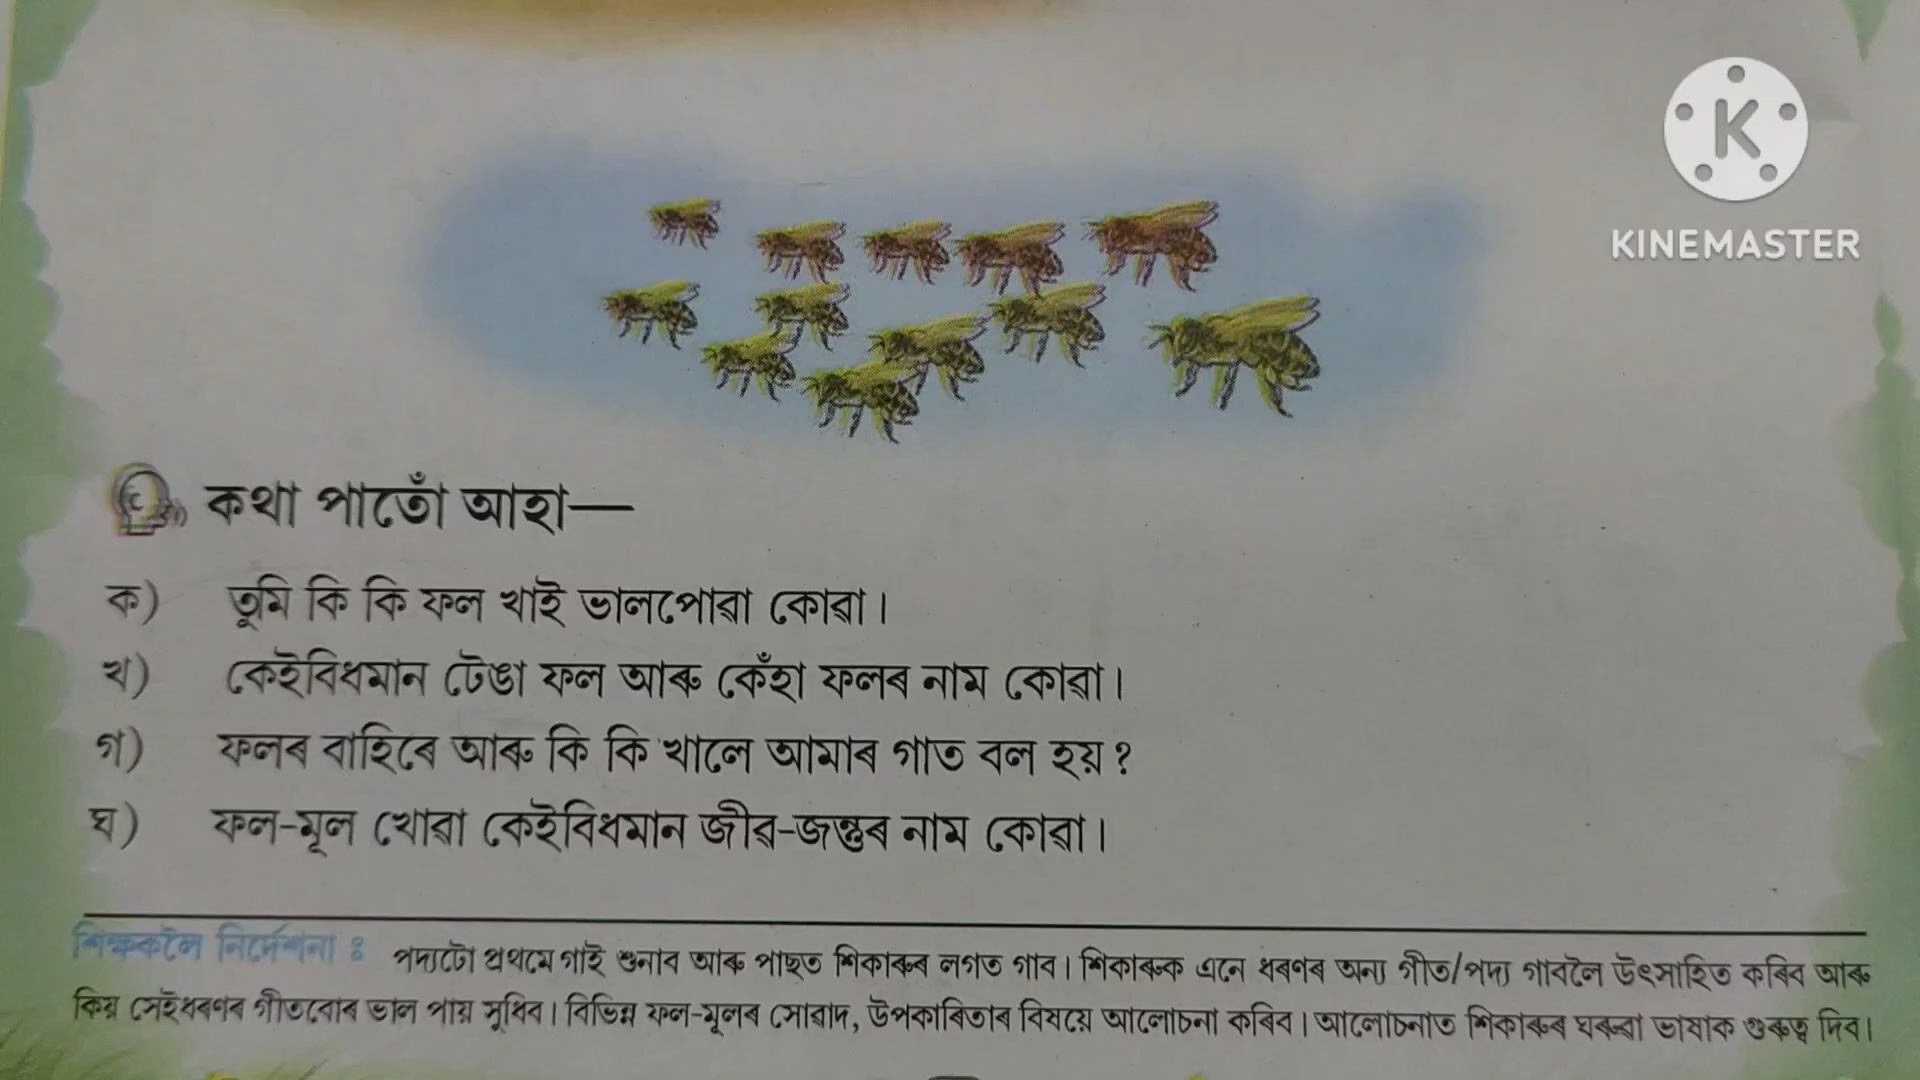 KINEMASTER
কথা পাতোঁ আহা—
ক) তুমি কি কি ফল খাই ভালপোৱা কোৱা।
খ) কেইবিধমান টেঙা ফল আৰু কেঁহা ফলৰ নাম কোৱা।
গ) ফলৰ বাহিৰে আৰু কি কি খালে আমাৰ গাত বল হয়?
ঘ) ফল-মূল খোৱা কেইবিধমান জীৱ-জন্তুৰ নাম কোৱা।
শিক্ষকলৈ নিৰ্দেশনা : পদ্যটো প্ৰথমে গাই শুনাব আৰু পাছত শিকাৰুৰ লগত গাব। শিকাৰুক এনে ধৰণৰ অন্য গীত/পদ্য গাবলৈ উৎসাহিত কৰিব আৰু
কিয় সেইধৰণৰ গীতবোৰ ভাল পায় সুধিব। বিভিন্ন ফল-মূলৰ সোৱাদ, উপকাৰিতাৰ বিষয়ে আলোচনা কৰিব। আলোচনাত শিকাৰুৰ ঘৰুৱা ভাষাক গুৰুত্ব দিব।